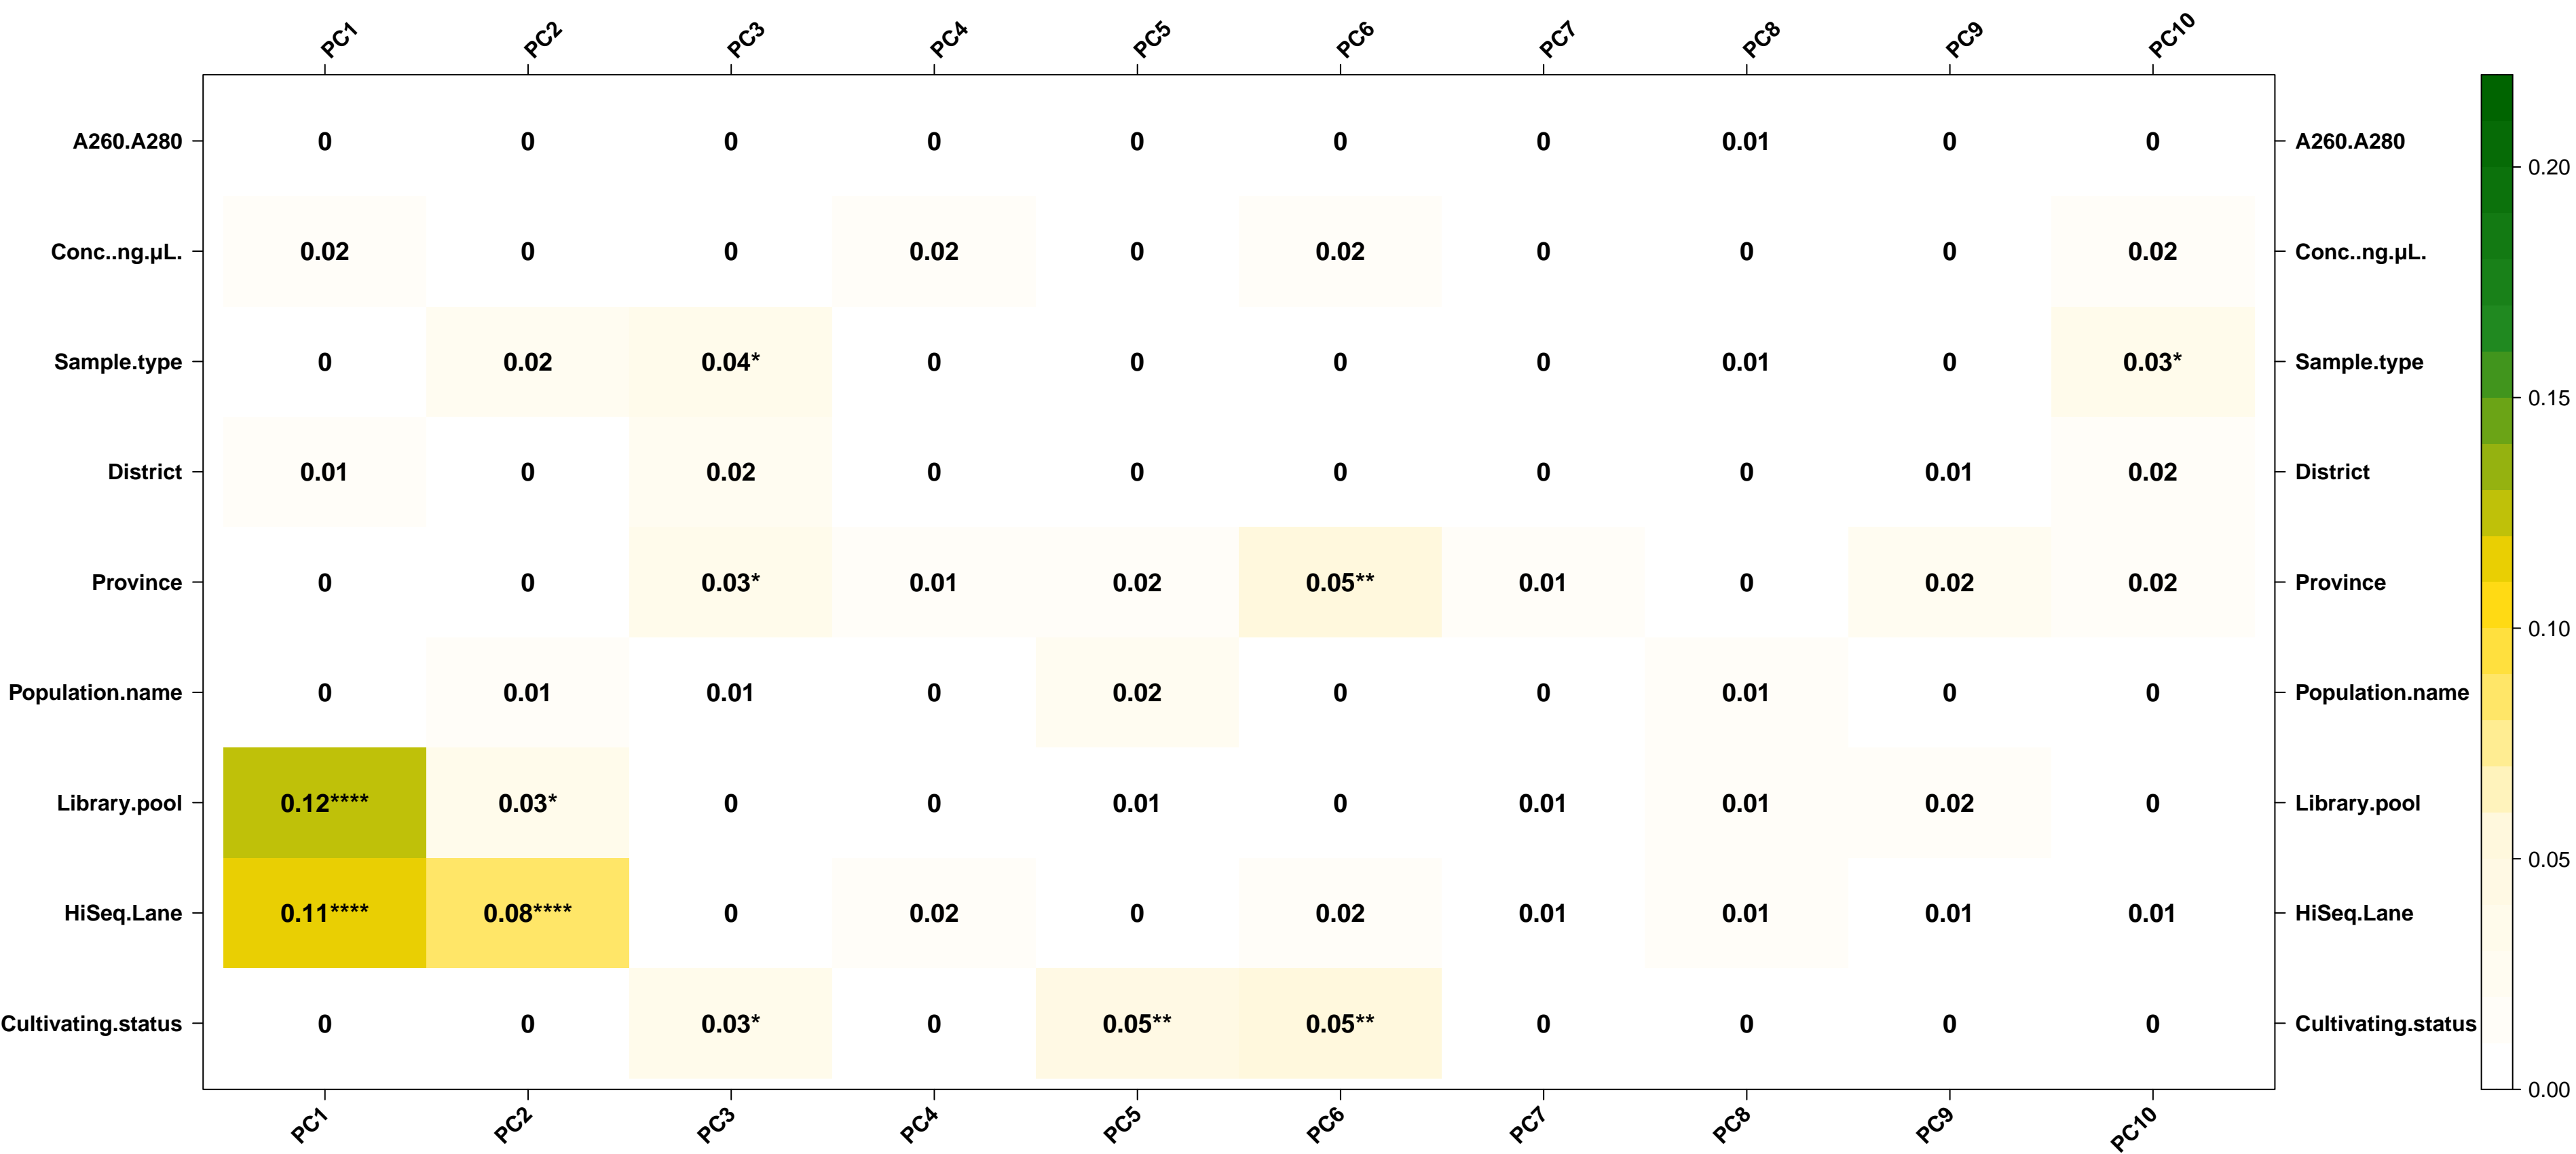 PC1 PC2 PC3 PC4 PC5 PC6 PC7 PC8 PC9 PC10
A260.A280 0 0 0 0 0 0 0 0.01 0 0 A260.A280
0.20
Conc..ng.µL. 0.02 0 0 0.02 0 0.02 0 0 0 0.02 Conc..ng.µL.
Sample.type 0 0.02 0.04* 0 0 0 0 0.01 0 0.03* Sample.type
0.15
District 0.01 0 0.02 0 0 0 0 0 0.01 0.02 District
Province 0 0 0.03* 0.01 0.02 0.05** 0.01 0 0.02 0.02 Province
0.10
Population.name 0 0.01 0.01 0 0.02 0 0 0.01 0 0 Population.name
Library.pool 0.12**** 0.03* 0 0 0.01 0 0.01 0.01 0.02 0 Library.pool
0.05
HiSeq.Lane 0.11**** 0.08**** 0 0.02 0 0.02 0.01 0.01 0.01 0.01 HiSeq.Lane
Cultivating.status 0 0 0.03* 0 0.05** 0.05** 0 0 0 0 Cultivating.status
0.00
PC1 PC2 PC3 PC4 PC5 PC6 PC7 PC8 PC9 PC10